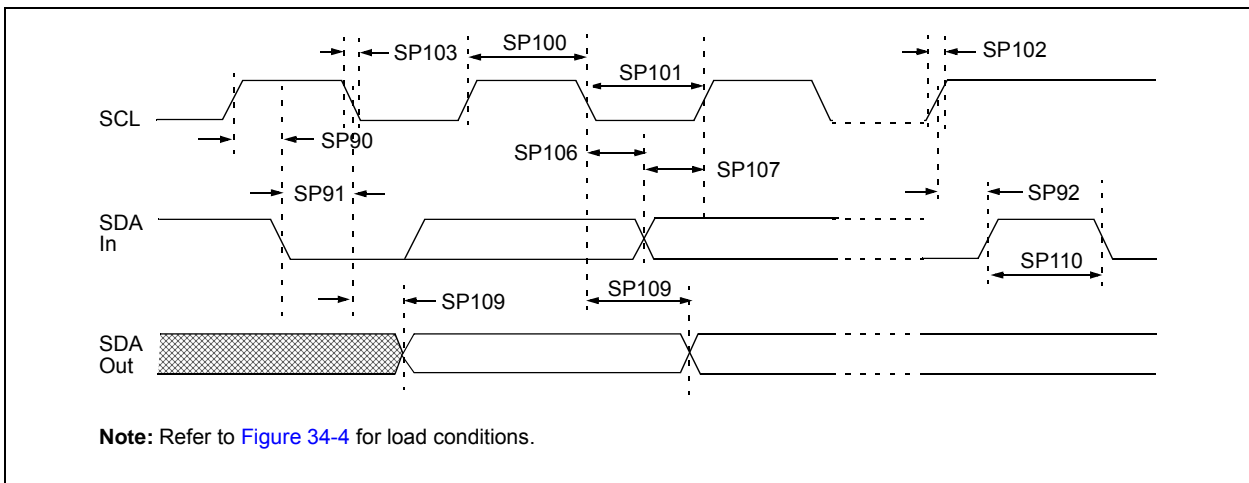 SP103
SP100
SP101
SP102
SCL
SP90
SP106
SP107
SP91
SP92
SDA
In
SP110
SP109
SP109
SDA
Out
Note: Refer to Figure 34-4 for load conditions.